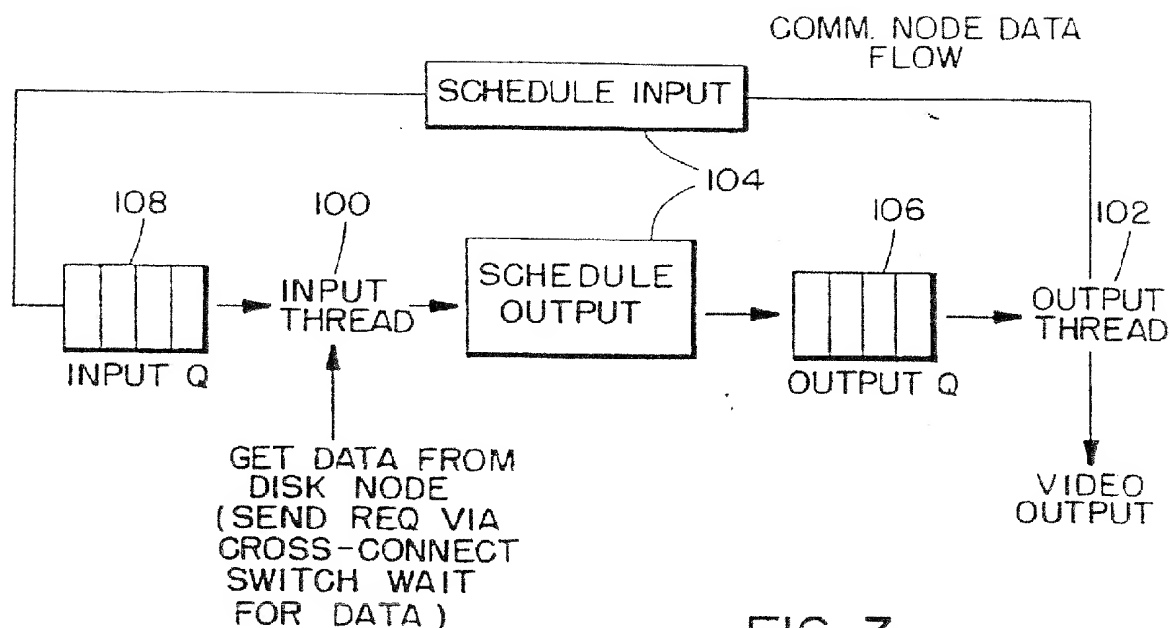 COMM. NODE DATA
FLOW
SCHEDULE INPUT
104
108
100
106
102
INPUT
THREAD
SCHEDULE
OUTPUT
OUTPUT
THREAD
INPUT Q
OUTPUT Q
GET DATA FROM
DISK NODE
(SEND REQ VIA
CROSS-CONNECT
SWITCH WAIT
FOR DATA)
VIDEO
OUTPUT